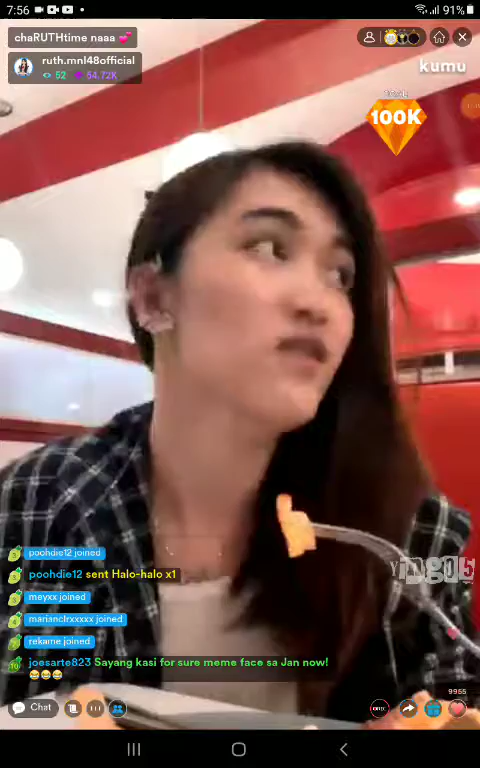 7:56
91%
chaRUTHtime naaa 💕
ruth.mnl48official
52 54.72K
kumu
100K
poohdie12 joined
poohdie12 sent Halo-halo x1
meyxx joined
marianclrxxxxx joined
rekame joined
joesarte823 Sayang kasi for sure meme face sa Jan now!
😂😂😂
Ying05
9955
Chat